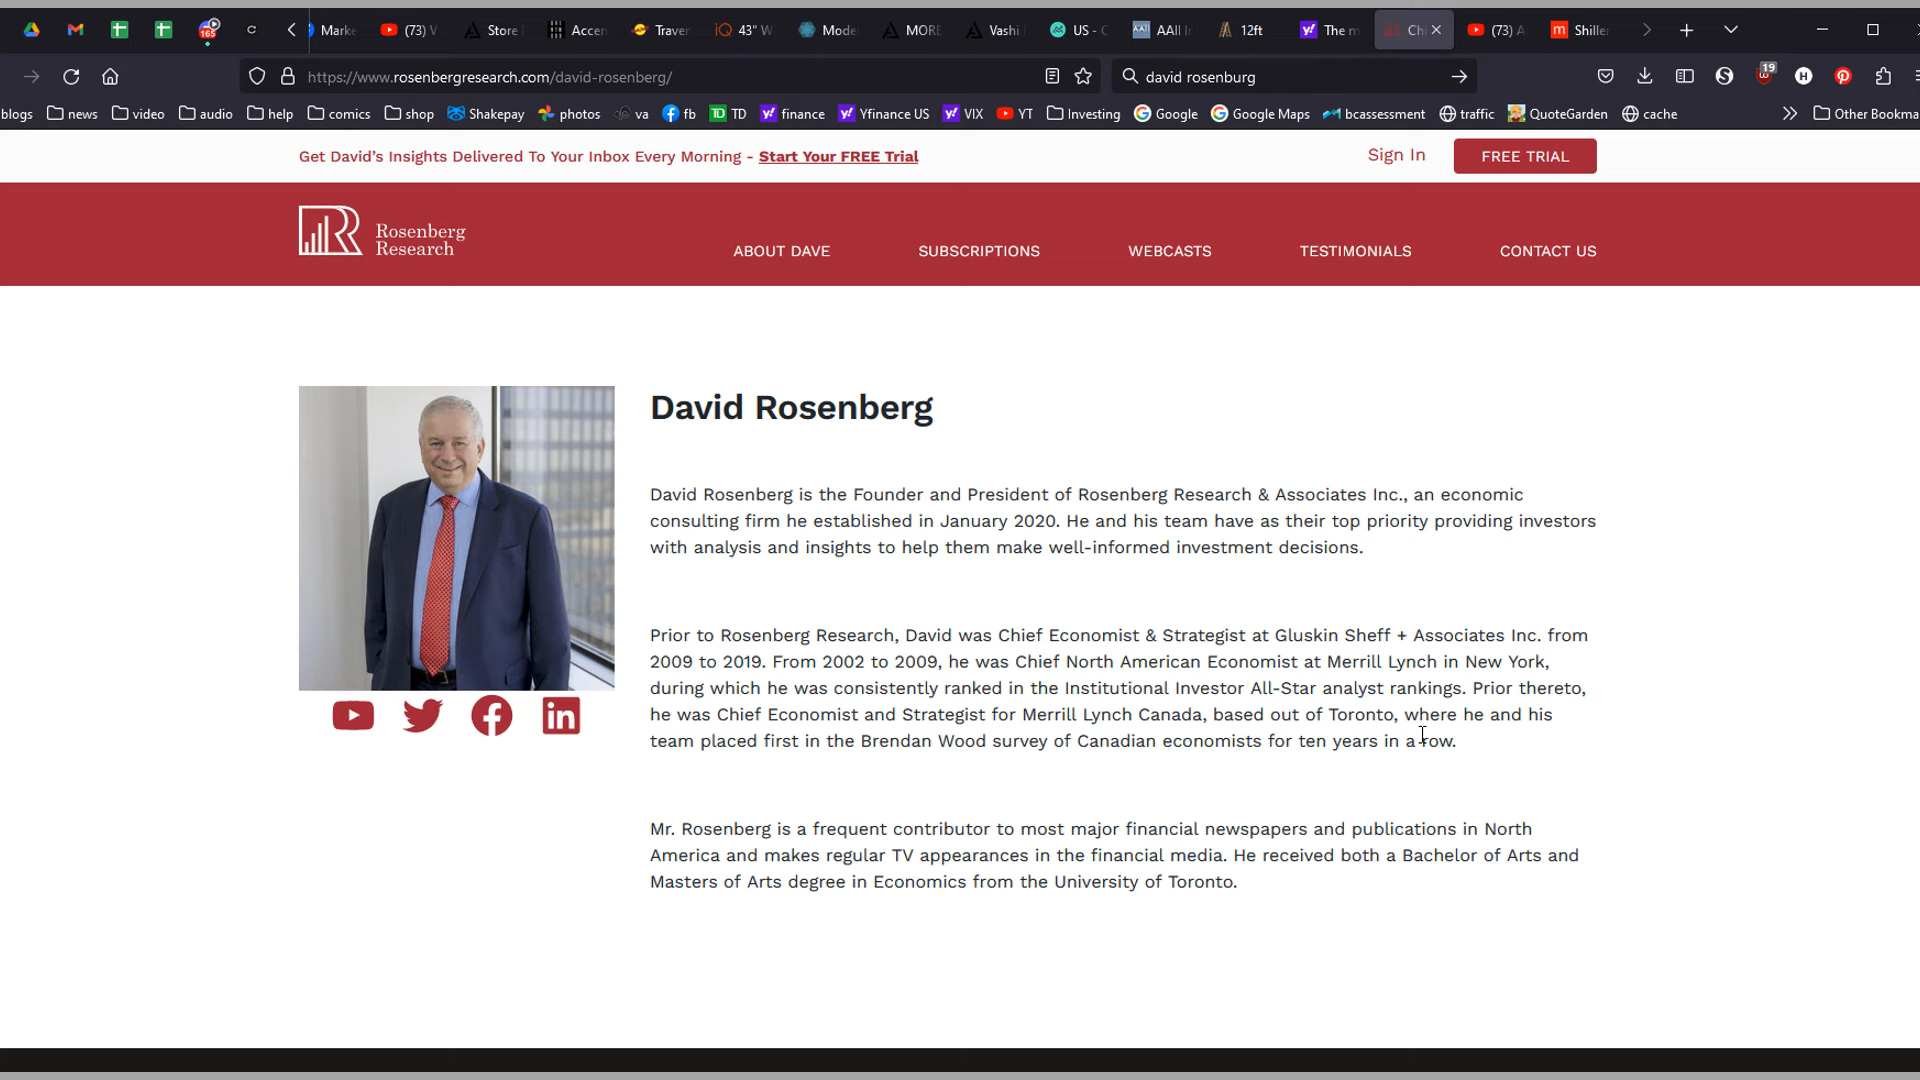 165
Marke
(73) V
Store
Accen
Traver
43" W
Mode
MORE
Vashi
US - C
AAII In
12ft
The m
Ch
(73) A
Shiller
https://www.rosenbergresearch.com/david-rosenberg/
david rosenburg
19
blogs
news
video
audio
help
comics
shop
Shakepay
photos
va
fb
TD
finance
Yfinance US
VIX
YT
Investing
Google
Google Maps
bcassessment
traffic
QuoteGarden
cache
Other Bookma
Get David's Insights Delivered To Your Inbox Every Morning - Start Your FREE Trial
Sign In
FREE TRIAL
Rosenberg
Research
ABOUT DAVE
SUBSCRIPTIONS
WEBCASTS
TESTIMONIALS
CONTACT US
David Rosenberg
David Rosenberg is the Founder and President of Rosenberg Research & Associates Inc., an economic
consulting firm he established in January 2020. He and his team have as their top priority providing investors
with analysis and insights to help them make well-informed investment decisions.
Prior to Rosenberg Research, David was Chief Economist & Strategist at Gluskin Sheff + Associates Inc. from
2009 to 2019. From 2002 to 2009, he was Chief North American Economist at Merrill Lynch in New York,
during which he was consistently ranked in the Institutional Investor All-Star analyst rankings. Prior thereto,
he was Chief Economist and Strategist for Merrill Lynch Canada, based out of Toronto, where he and his
team placed first in the Brendan Wood survey of Canadian economists for ten years in a row.
Mr. Rosenberg is a frequent contributor to most major financial newspapers and publications in North
America and makes regular TV appearances in the financial media. He received both a Bachelor of Arts and
Masters of Arts degree in Economics from the University of Toronto.